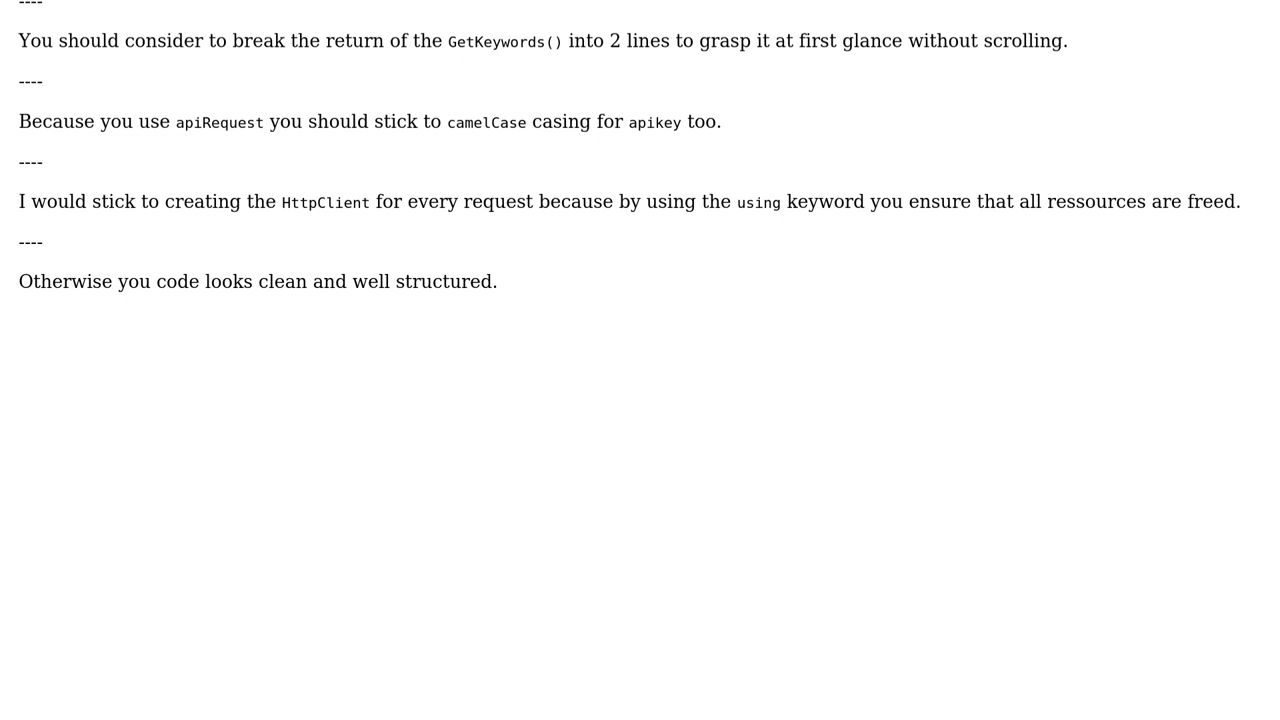 ----
You should consider to break the return of the GetKeywords() into 2 lines to grasp it at first glance without scrolling.
----
Because you use apiRequest you should stick to camelCase casing for apikey too.
----
I would stick to creating the HttpClient for every request because by using the using keyword you ensure that all ressources are freed.
----
Otherwise you code looks clean and well structured.